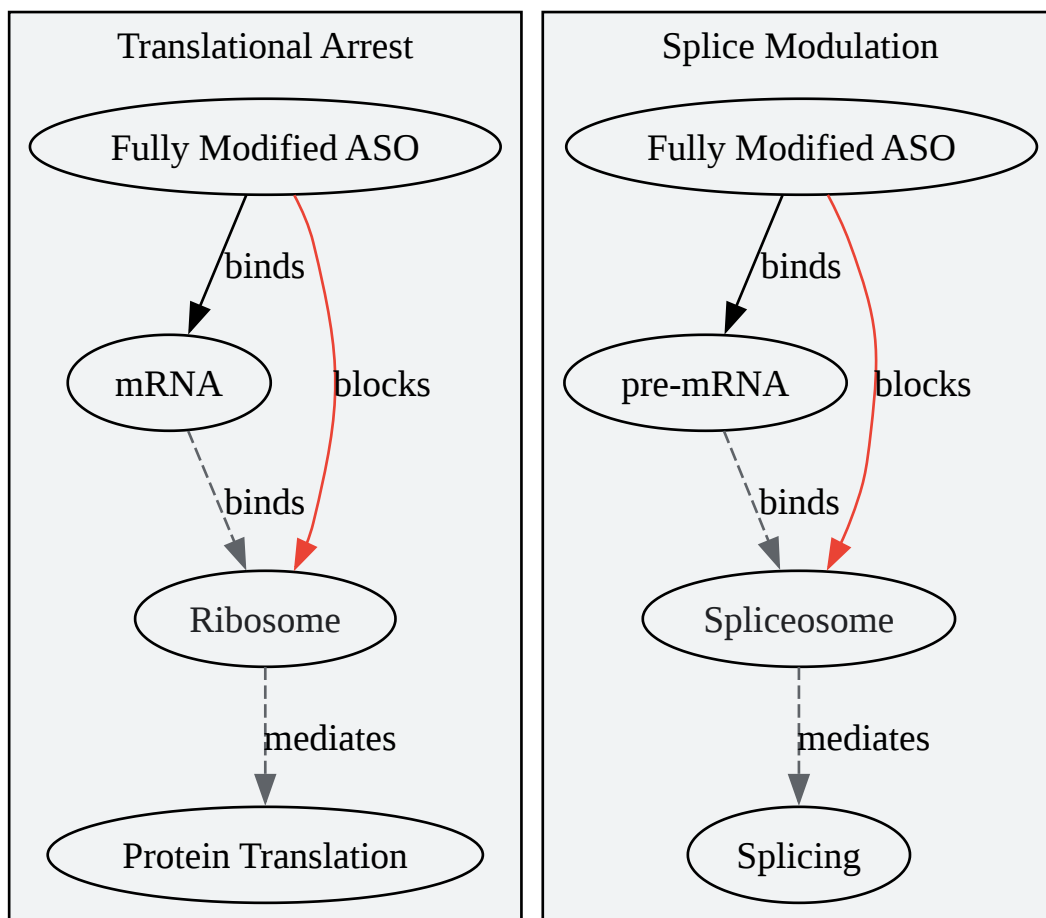 Translational Arrest
Fully Modified ASO
binds
mRNA
blocks
binds
Ribosome
mediates
Protein Translation
Splice Modulation
Fully Modified ASO
binds
pre-mRNA
blocks
binds
Spliceosome
mediates
Splicing